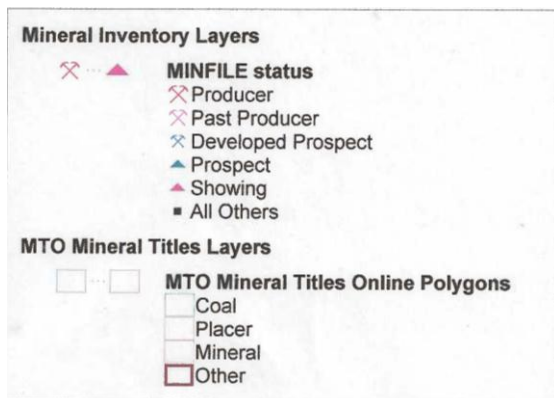 Mineral Inventory Layers
MINFILE status
Producer
Past Producer
Developed Prospect
Prospect
Showing
All Others
MTO Mineral Titles Layers
MTO Mineral Titles Online Polygons
Coal
Placer
Mineral
Other